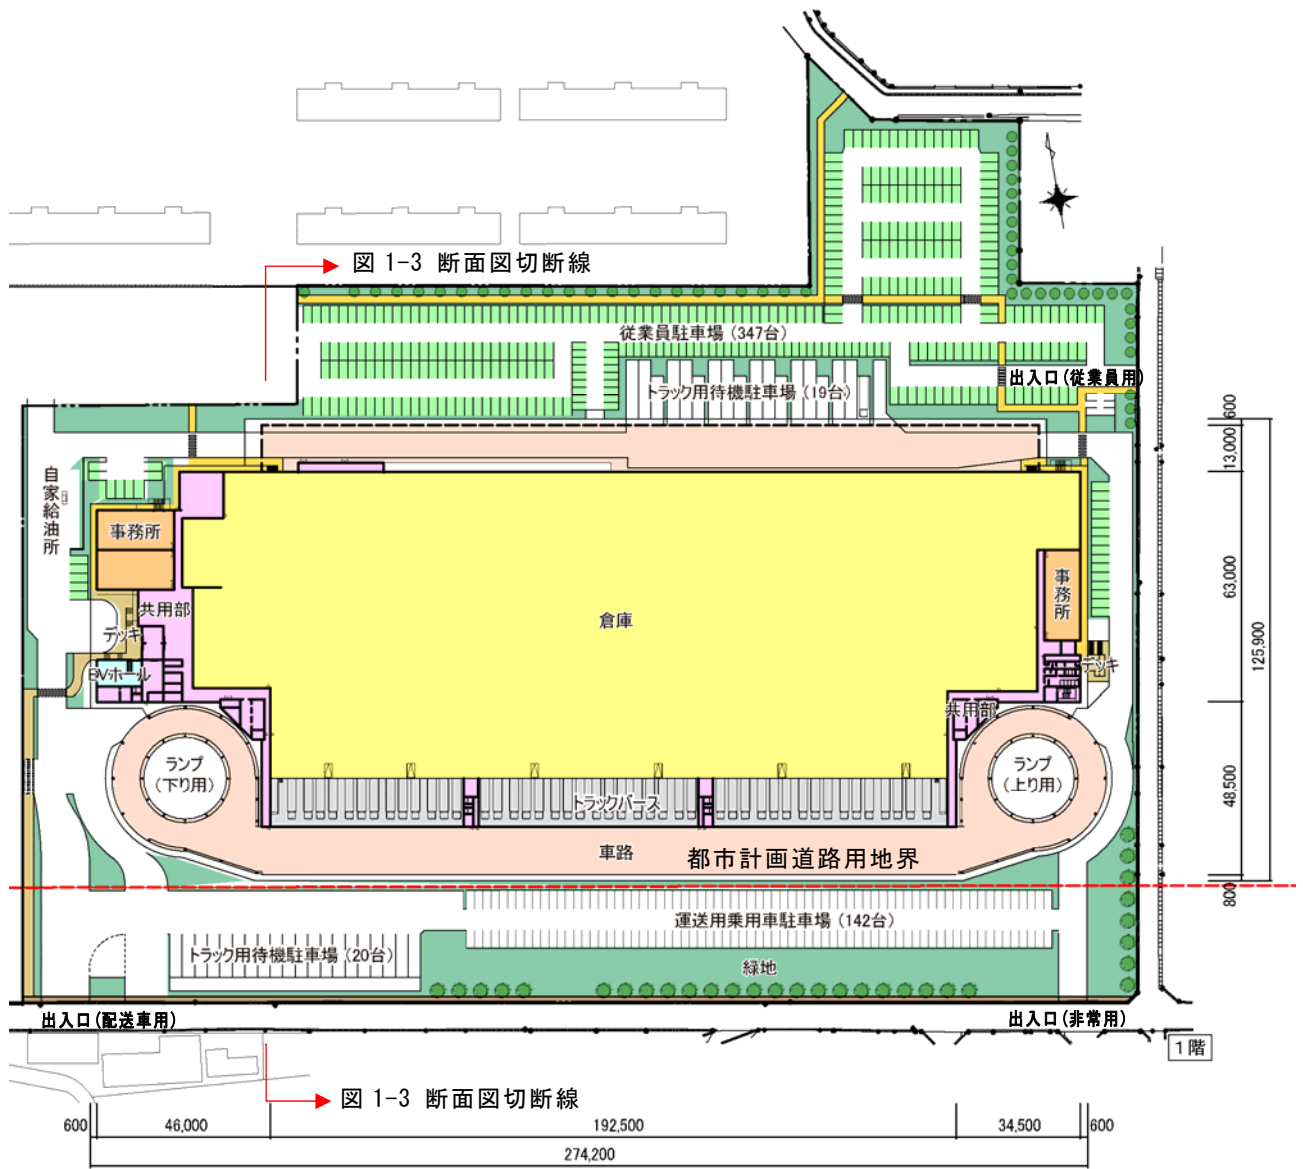 図 1-3 断面図切断線
従業員駐車場（347台）
出入口(従業員用)
トラック用待機駐車場（19台）
600
13,000
自家給油所
事務所
事務所
63,000
共用部
倉庫
125,900
デッキ
デッキ
EVホール
共用部
ランプ
（下り用）
ランプ
（上り用）
48,500
トラックバース
車路
都市計画道路用地界
800
運送用乗用車駐車場（142台）
トラック用待機駐車場（20台）
緑地
出入口(配送車用)
出入口(非常用)
1階
図 1-3 断面図切断線
600
46,000
192,500
34,500
600
274,200